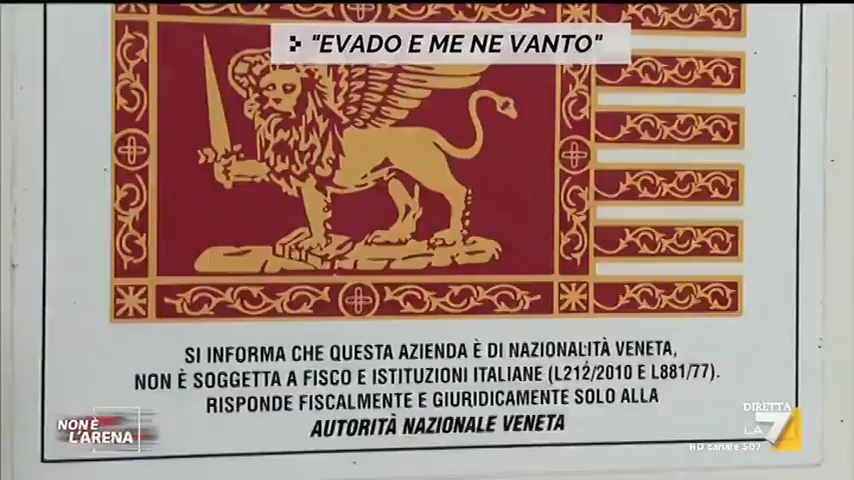 "EVADO E ME NE VANTO"
SI INFORMA CHE QUESTA AZIENDA È DI NAZIONALITÀ VENETA,
NON È SOGGETTA A FISCO E ISTITUZIONI ITALIANE (L212/2010 E L881/77).
RISPONDE FISCALMENTE E GIURIDICAMENTE SOLO ALLA
AUTORITÀ NAZIONALE VENETA
NON È
L'ARENA
DIRETTA
LA 7
HD canale 507